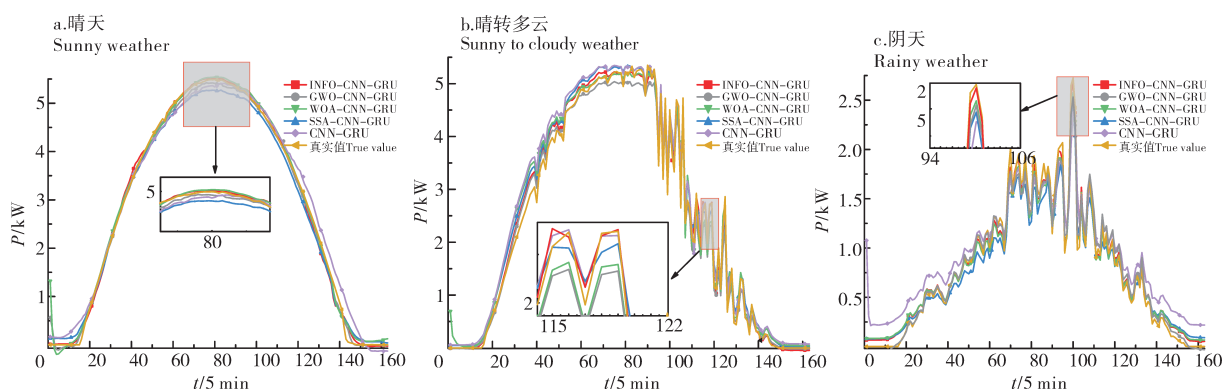 a.晴天
Sunny weather
INFO-CNN-GRU
GWO-CNN-GRU
WOA-CNN-GRU
SSA-CNN-GRU
CNN-GRU
真实值True value
5
4
3
2
1
P/kW
5
80
0 20 40 60 80 100 120 140 160
t/5 min
b.晴转多云
Sunny to cloudy weather
INFO-CNN-GRU
GWO-CNN-GRU
WOA-CNN-GRU
SSA-CNN-GRU
CNN-GRU
真实值True value
5
4
3
2
1
P/kW
2
115 122
0 20 40 60 80 100 120 140 160
t/5 min
c.阴天
Rainy weather
INFO-CNN-GRU
GWO-CNN-GRU
WOA-CNN-GRU
SSA-CNN-GRU
CNN-GRU
真实值True value
2.5
2.0
1.5
1.0
0.5
P/kW
2
5
94 106
0 20 40 60 80 100 120 140 160
t/5 min